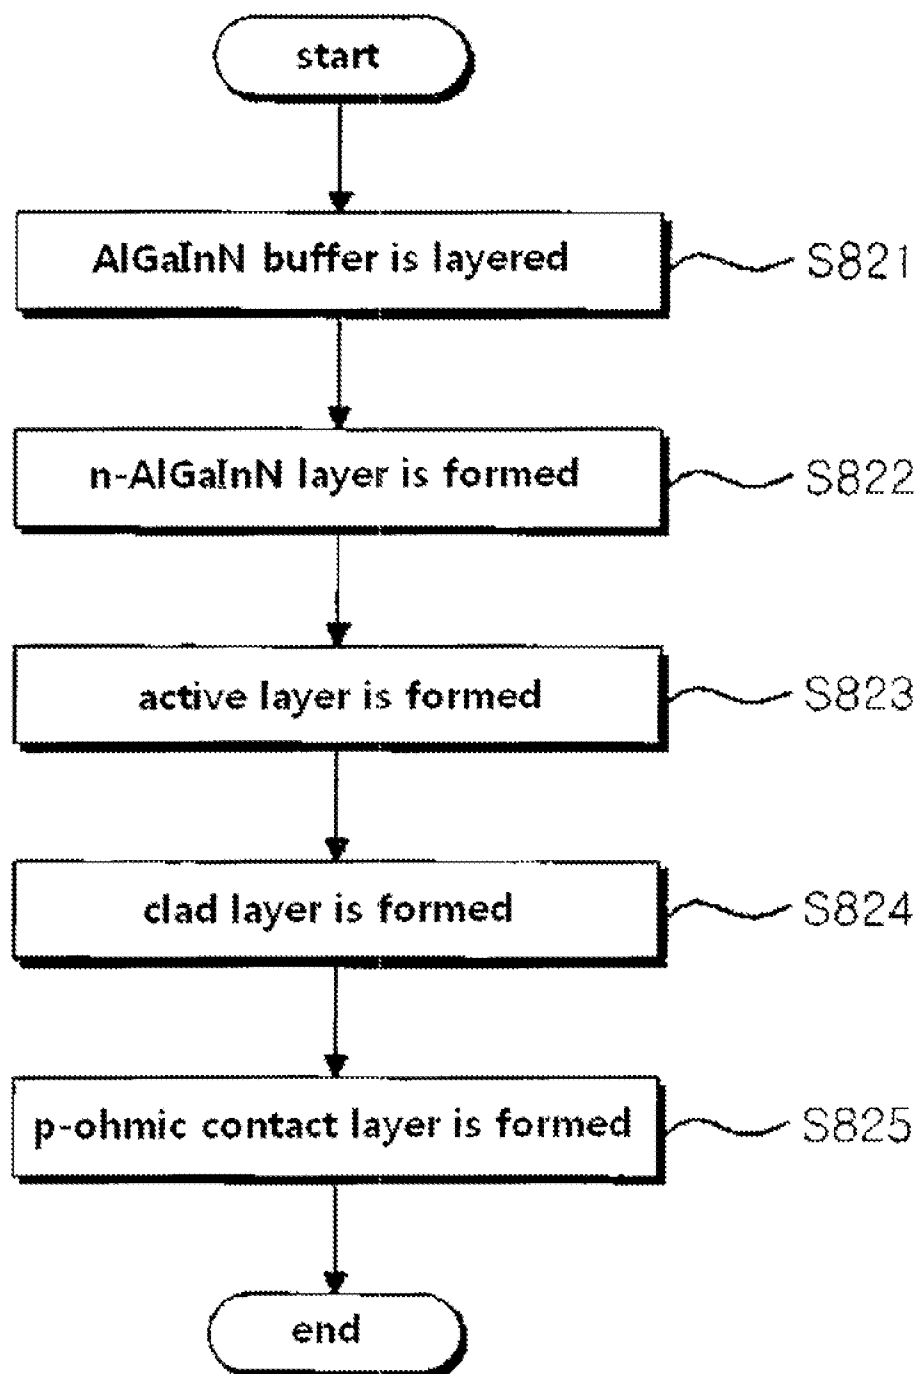 start
AlGaInN buffer is layered
S821
n-AlGaInN layer is formed
S822
active layer is formed
S823
clad layer is formed
S824
p-ohmic contact layer is formed
S825
end